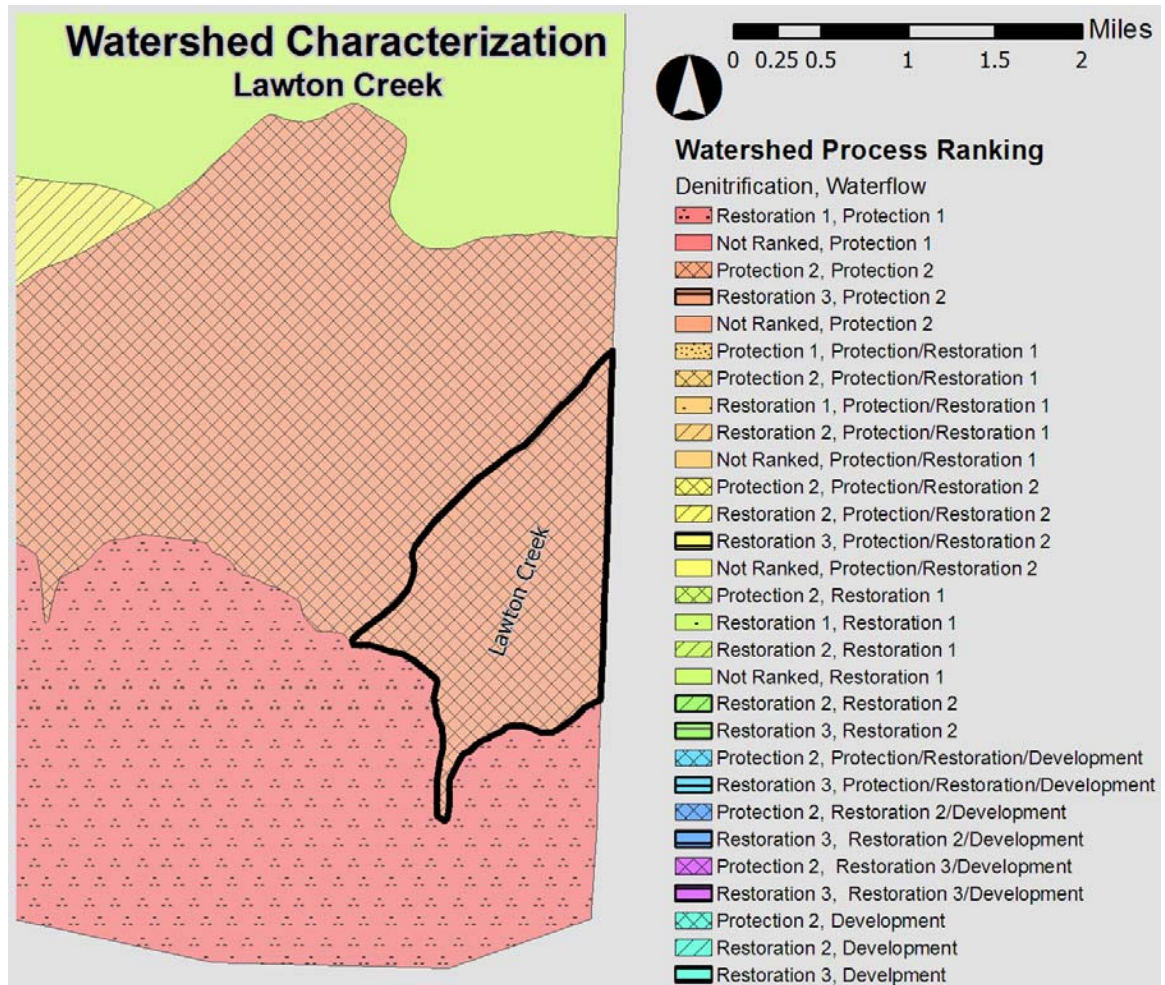 Watershed Characterization
Lawton Creek
Miles
0 0.25 0.5 1 1.5 2
Watershed Process Ranking
Denitrification, Waterflow
Restoration 1, Protection 1
Not Ranked, Protection 1
Protection 2, Protection 2
Restoration 3, Protection 2
Not Ranked, Protection 2
Protection 1, Protection/Restoration 1
Protection 2, Protection/Restoration 1
Restoration 1, Protection/Restoration 1
Restoration 2, Protection/Restoration 1
Not Ranked, Protection/Restoration 1
Protection 2, Protection/Restoration 2
Restoration 2, Protection/Restoration 2
Restoration 3, Protection/Restoration 2
Not Ranked, Protection/Restoration 2
Protection 2, Restoration 1
Restoration 1, Restoration 1
Restoration 2, Restoration 1
Not Ranked, Restoration 1
Restoration 2, Restoration 2
Restoration 3, Restoration 2
Protection 2, Protection/Restoration/Development
Restoration 3, Protection/Restoration/Development
Protection 2, Restoration 2/Development
Restoration 3, Restoration 2/Development
Protection 2, Restoration 3/Development
Restoration 3, Restoration 3/Development
Protection 2, Development
Restoration 2, Development
Restoration 3, Develpment
Lawton Creek